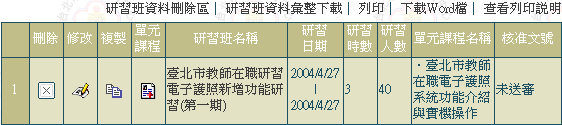 研習班資料刪除區｜研習班資料彙整下載｜列印｜下載Word檔｜查看列印說明
刪除 修改 複製 單元課程 研習班名稱 研習日期 研習時數 研習人數 單元課程名稱 核准文號
1 臺北市教師在職研習電子護照新增功能研習(第一期) 2004/4/27｜2004/4/27 3 40 ‧臺北市教師在職電子護照系統功能介紹與實機操作 未送審